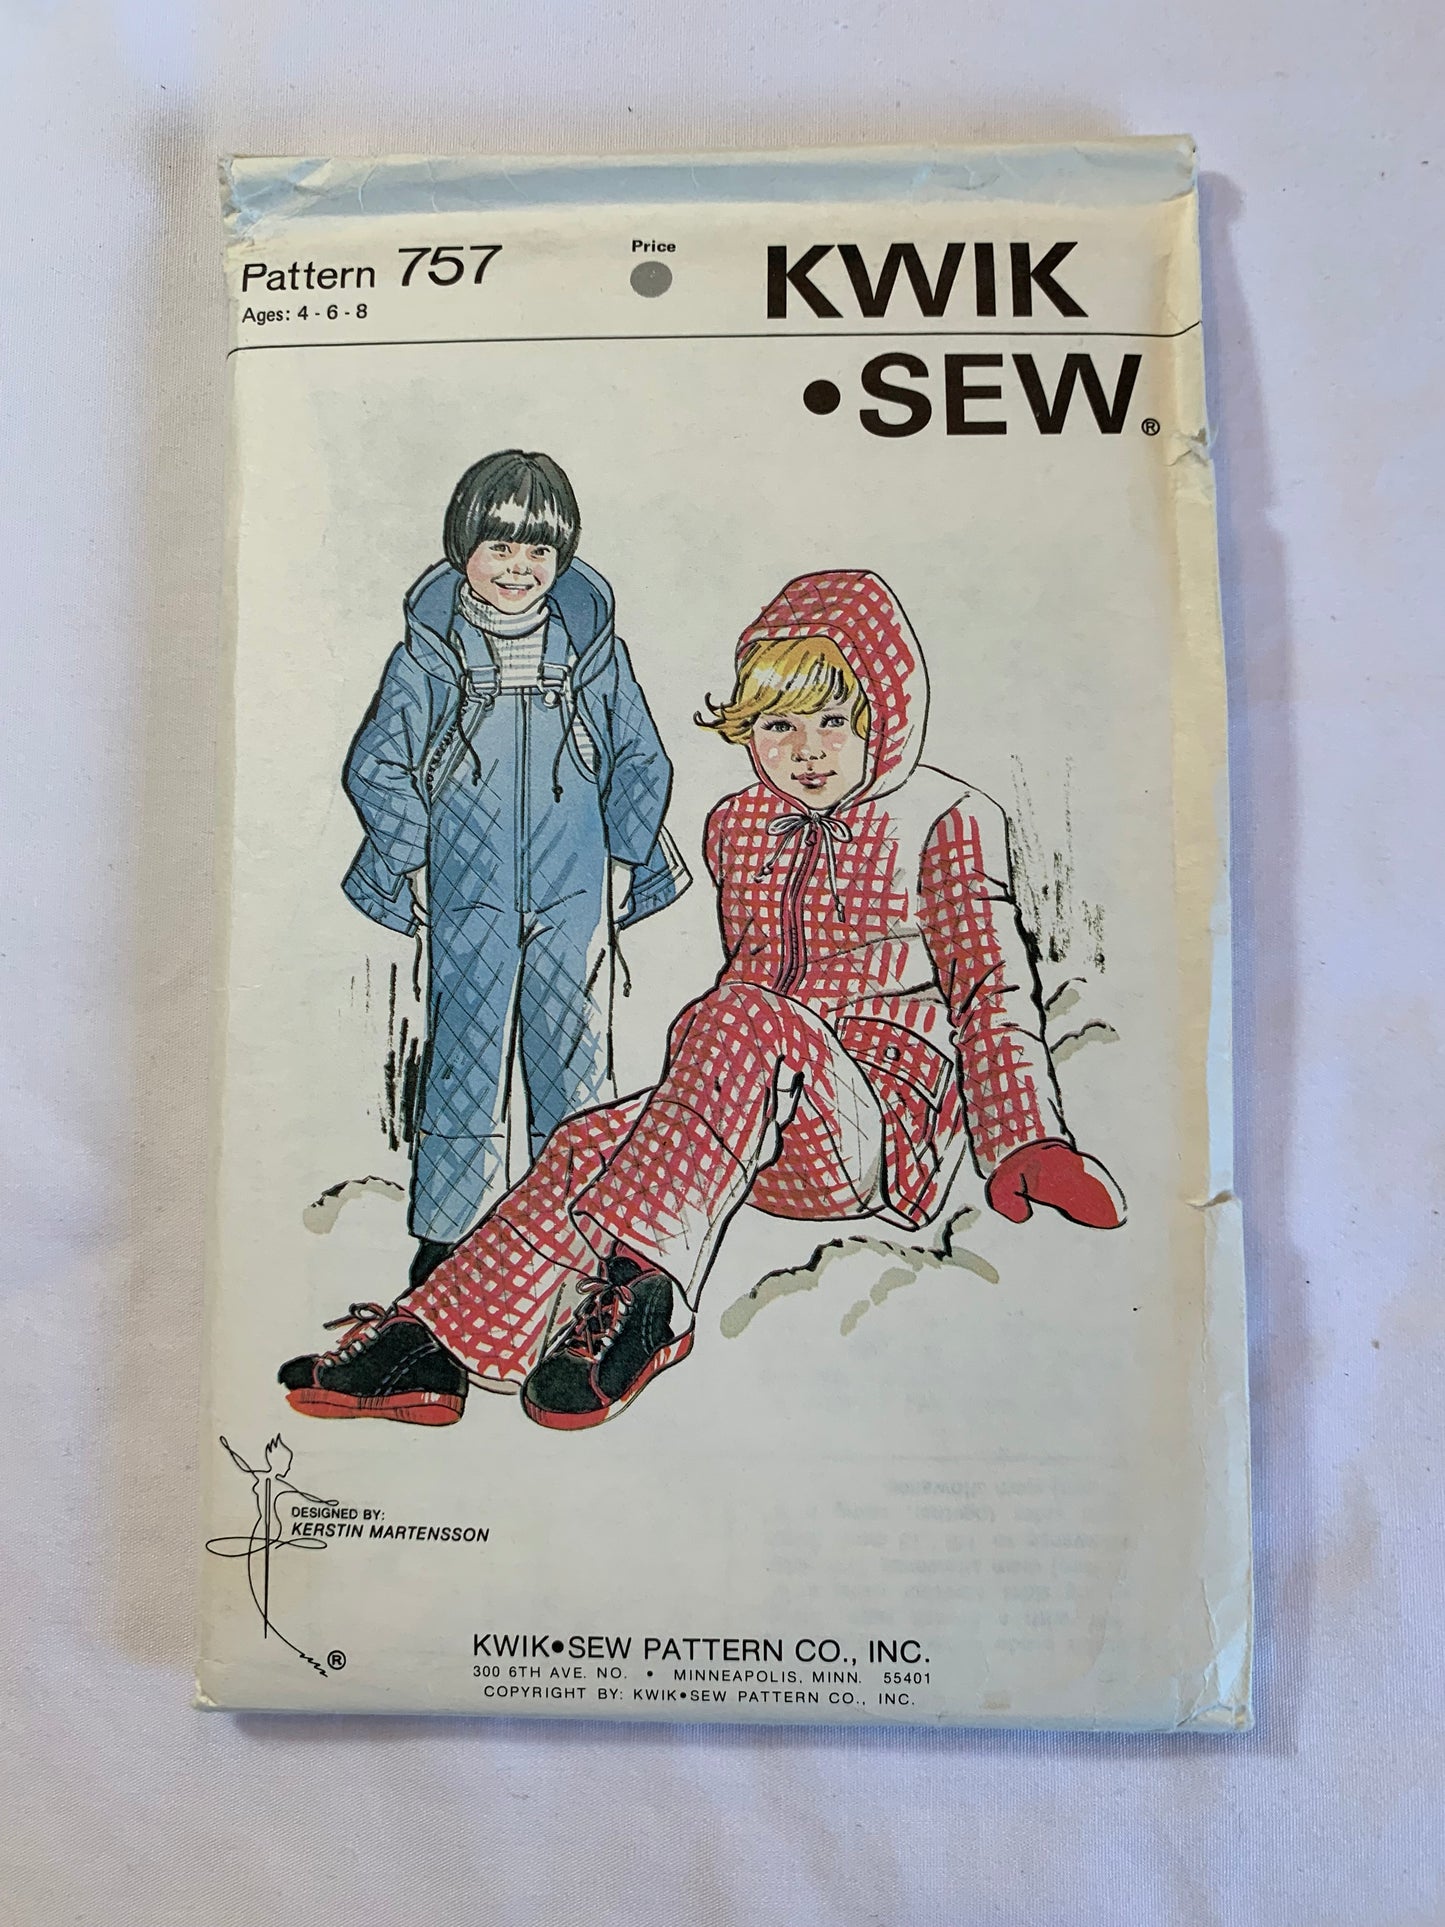 Pattern 757
Ages: 4 - 6 - 8
Price
KWIK
•SEW®
DESIGNED BY:
KERSTIN MARTENSSON
®
KWIK•SEW PATTERN CO., INC.
300 6TH AVE. NO. • MINNEAPOLIS, MINN. 55401
COPYRIGHT BY: KWIK•SEW PATTERN CO., INC.